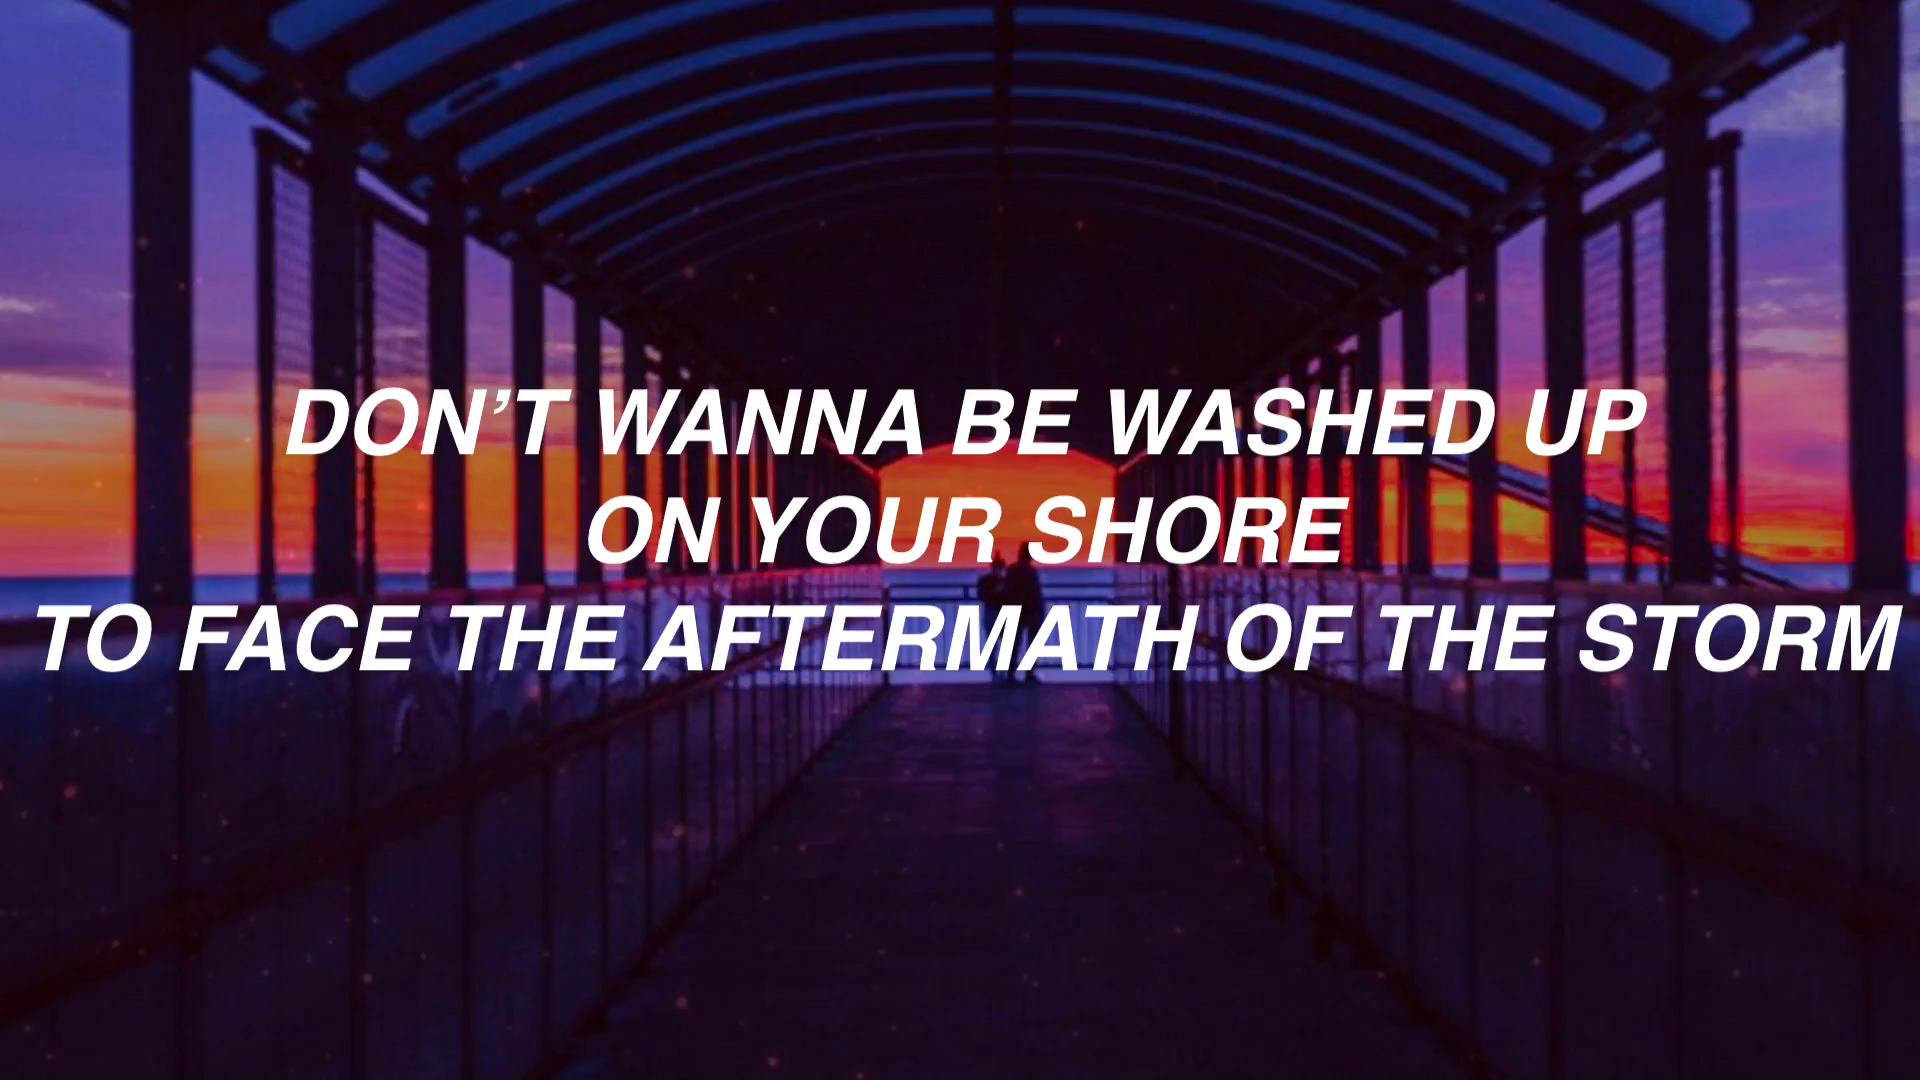 DON’T WANNA BE WASHED UP
ON YOUR SHORE
TO FACE THE AFTERMATH OF THE STORM